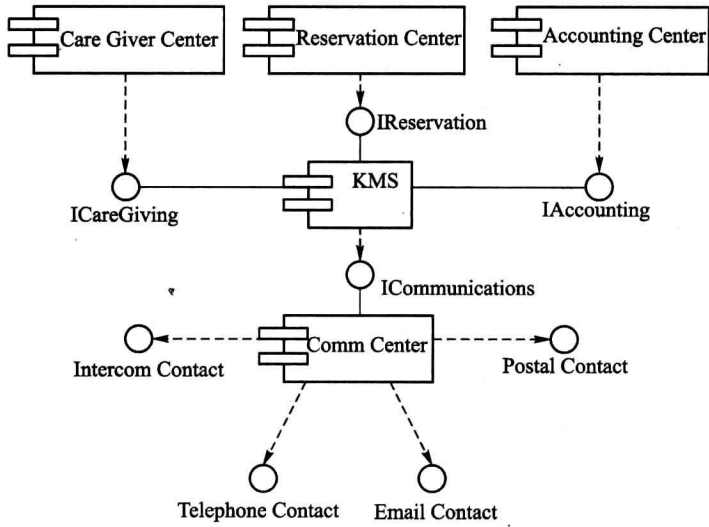 Care Giver Center
Reservation Center
Accounting Center
IReservation
KMS
ICareGiving
IAccounting
ICommunications
Comm Center
Intercom Contact
Postal Contact
Telephone Contact
Email Contact